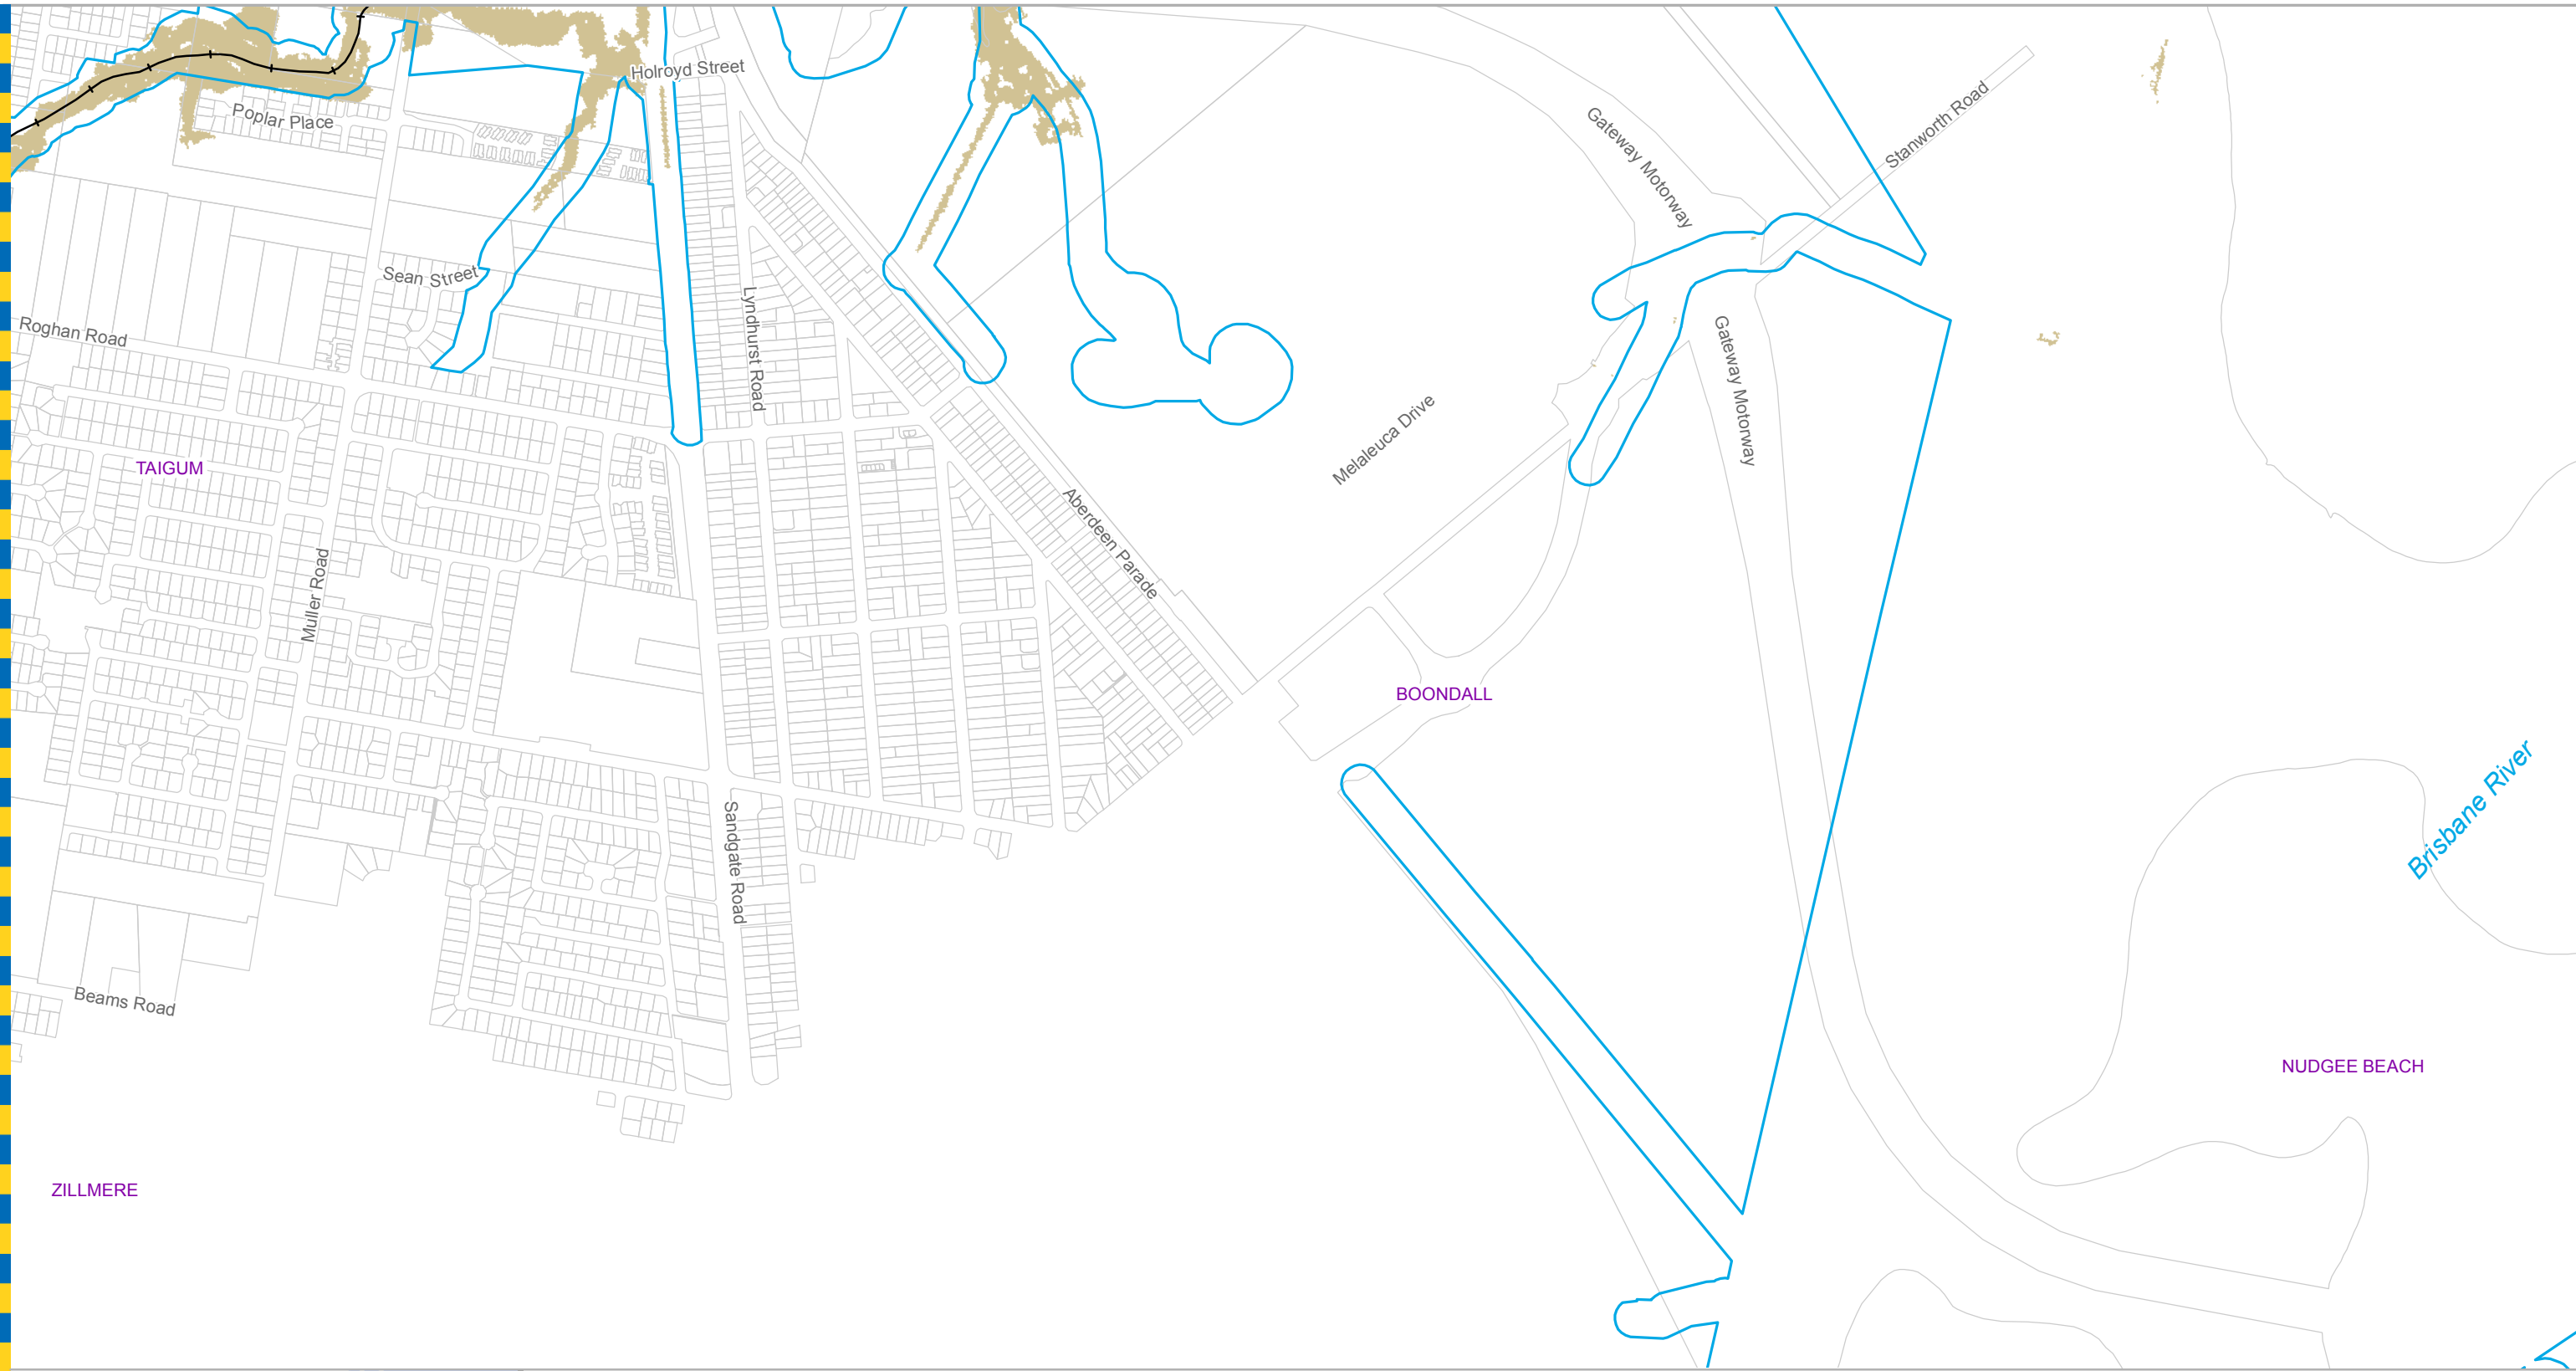 Holroyd Street
Poplar Place
Gateway Motorway
Stanworth Road
Sean Street
Roghan Road
Lyndhurst Road
Gateway Motorway
Melaleuca Drive
TAIGUM
Aberdeen Parade
Muller Road
BOONDALL
Sandgate Road
Brisbane River
Beams Road
NUDGEE BEACH
ZILLMERE